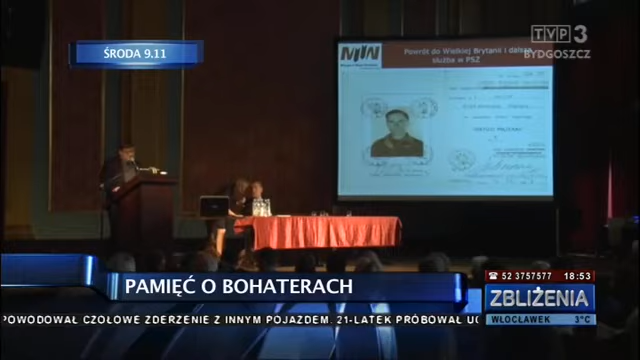 ŚRODA 9.11
TVP 3
BYDGOSZCZ
Powrót do Wielkiej Brytanii i dalsza
służba w PSZ
PAMIĘĆ O BOHATERACH
52 3757577
18:53
ZBLIŻENIA
WŁOCŁAWEK 3°C
POWODOWAŁ CZOŁOWE ZDERZENIE Z INNYM POJAZDEM. 21-LATEK PRÓBOWAŁ UC